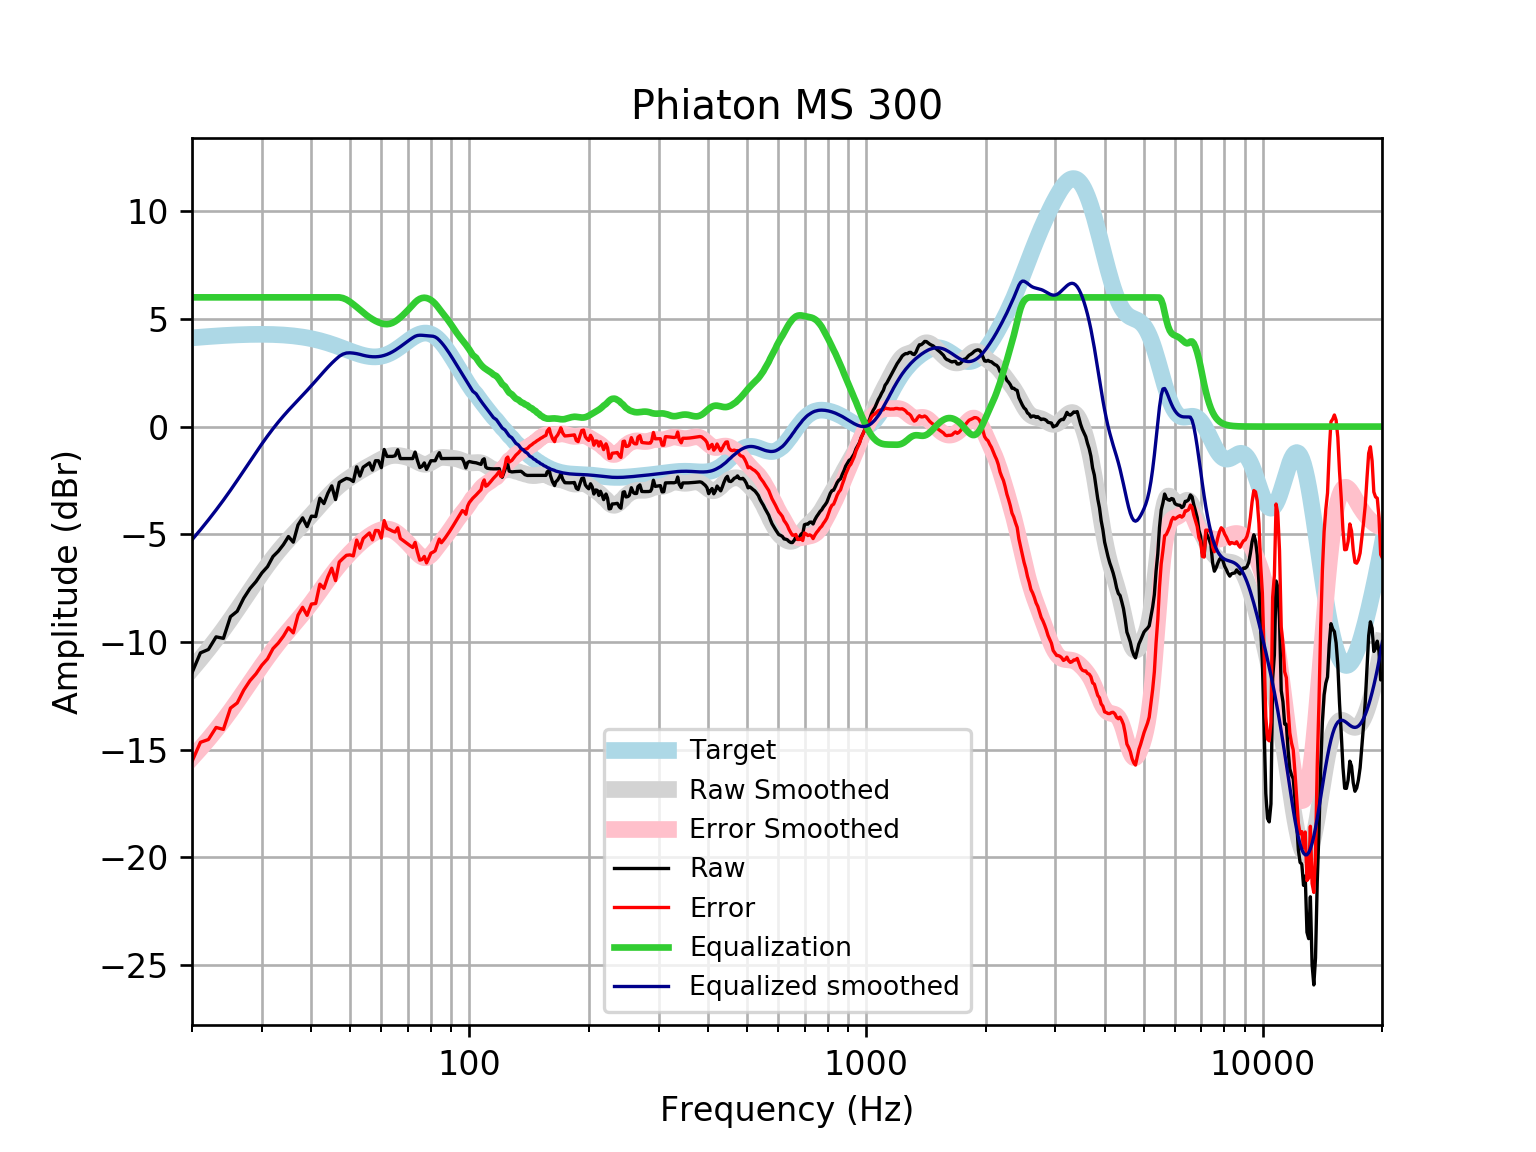 Phiaton MS 300
10
5
0
−5
−10
−15
−20
−25
Amplitude (dBr)
Target
Raw Smoothed
Error Smoothed
Raw
Error
Equalization
Equalized smoothed
100 1000 10000
Frequency (Hz)